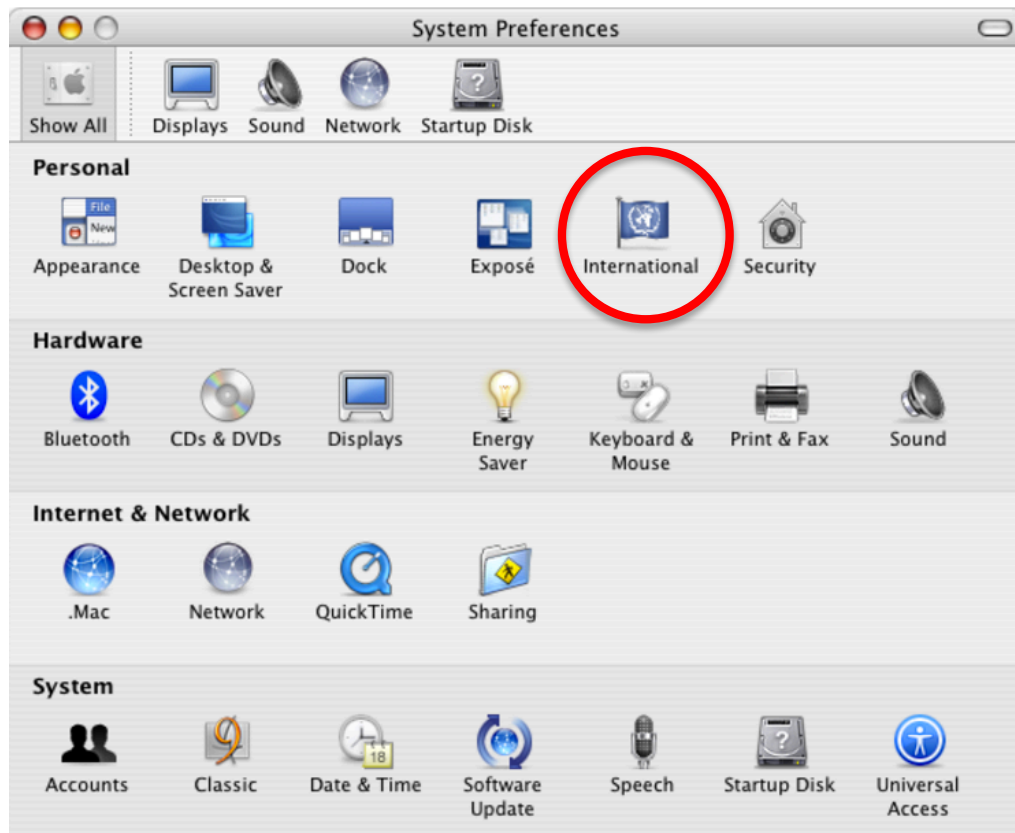 System Preferences
Show All
Displays
Sound
Network
Startup Disk
Personal
File
New
Appearance
Desktop &
Screen Saver
Dock
Exposé
International
Security
Hardware
Bluetooth
CDs & DVDs
Displays
Energy
Saver
Keyboard &
Mouse
Print & Fax
Sound
Internet & Network
.Mac
Network
QuickTime
Sharing
System
Accounts
9
Classic
18
Date & Time
Software
Update
Speech
?
Startup Disk
Universal
Access